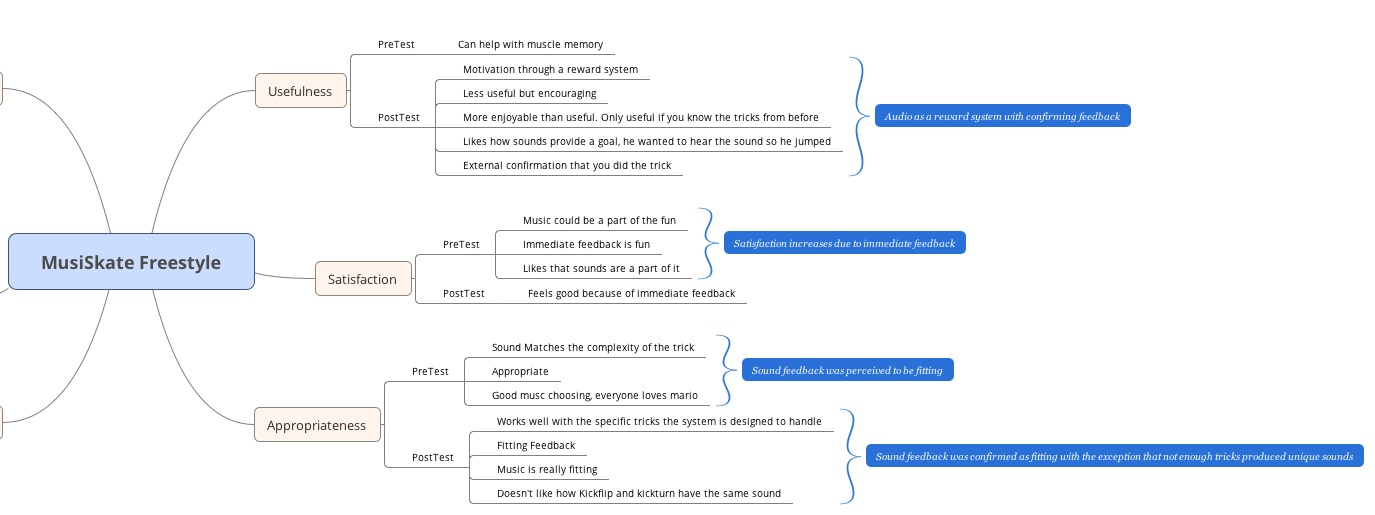 MusiSkate Freestyle
Usefulness
PreTest
Can help with muscle memory
PostTest
Motivation through a reward system
Less useful but encouraging
More enjoyable than useful. Only useful if you know the tricks from before
Likes how sounds provide a goal, he wanted to hear the sound so he jumped
External confirmation that you did the trick
Audio as a reward system with confirming feedback
Satisfaction
PreTest
Music could be a part of the fun
Immediate feedback is fun
Likes that sounds are a part of it
Satisfaction increases due to immediate feedback
PostTest
Feels good because of immediate feedback
Appropriateness
PreTest
Sound Matches the complexity of the trick
Appropriate
Good musc choosing, everyone loves mario
Sound feedback was perceived to be fitting
PostTest
Works well with the specific tricks the system is designed to handle
Fitting Feedback
Music is really fitting
Doesn't like how Kickflip and kickturn have the same sound
Sound feedback was confirmed as fitting with the exception that not enough tricks produced unique sounds